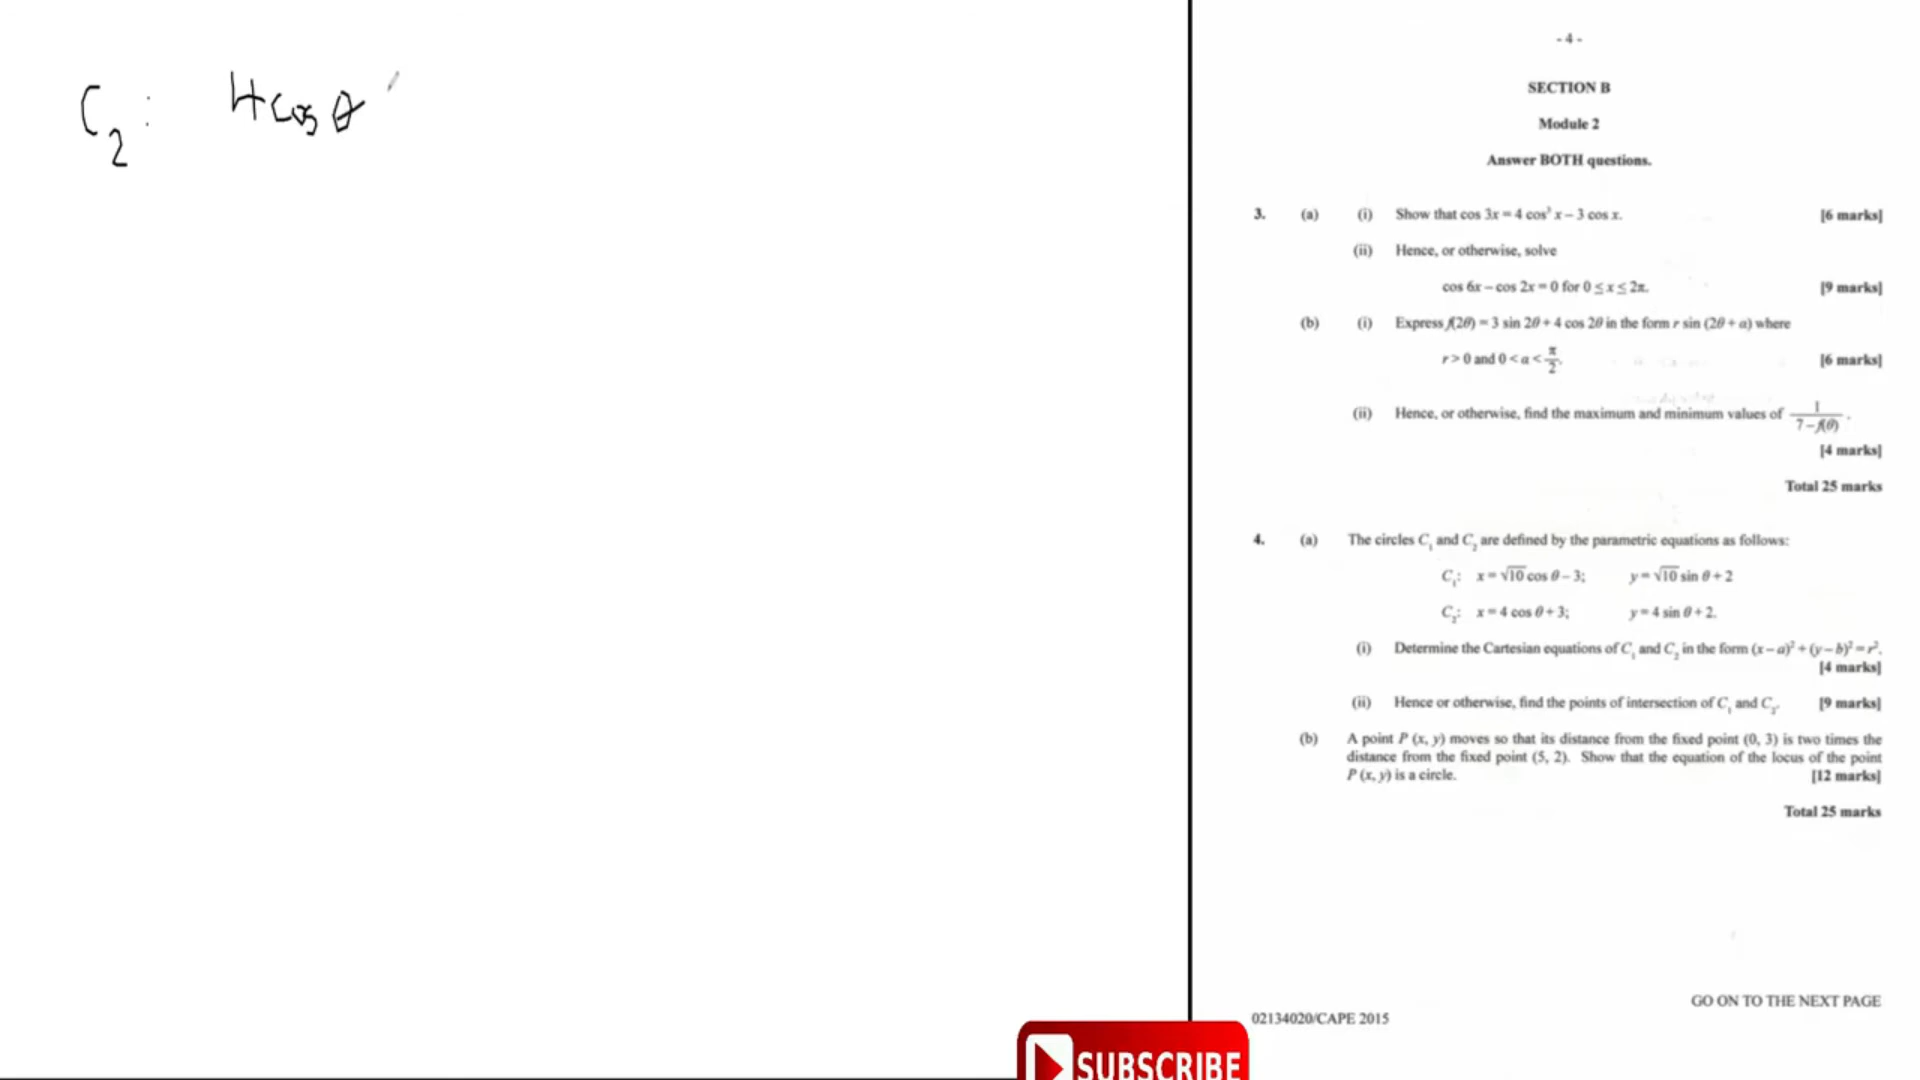 C₂: 4cos θ
- 4 -
SECTION B
Module 2
Answer BOTH questions.
3. (a) (i) Show that cos 3x = 4 cos³ x – 3 cos x. [6 marks]
(ii) Hence, or otherwise, solve
cos 6x – cos 2x = 0 for 0 ≤ x ≤ 2π. [9 marks]
(b) (i) Express f(2θ) = 3 sin 2θ + 4 cos 2θ in the form r sin (2θ + α) where
r > 0 and 0 < α < π/2. [6 marks]
(ii) Hence, or otherwise, find the maximum and minimum values of 1/(7 – f(θ)).
[4 marks]
Total 25 marks
4. (a) The circles C₁ and C₂ are defined by the parametric equations as follows:
C₁: x = √10 cos θ – 3; y = √10 sin θ + 2
C₂: x = 4 cos θ + 3; y = 4 sin θ + 2.
(i) Determine the Cartesian equations of C₁ and C₂ in the form (x – a)² + (y – b)² = r².
[4 marks]
(ii) Hence or otherwise, find the points of intersection of C₁ and C₂. [9 marks]
(b) A point P (x, y) moves so that its distance from the fixed point (0, 3) is two times the
distance from the fixed point (5, 2). Show that the equation of the locus of the point
P (x, y) is a circle. [12 marks]
Total 25 marks
GO ON TO THE NEXT PAGE
02134020/CAPE 2015
SUBSCRIBE